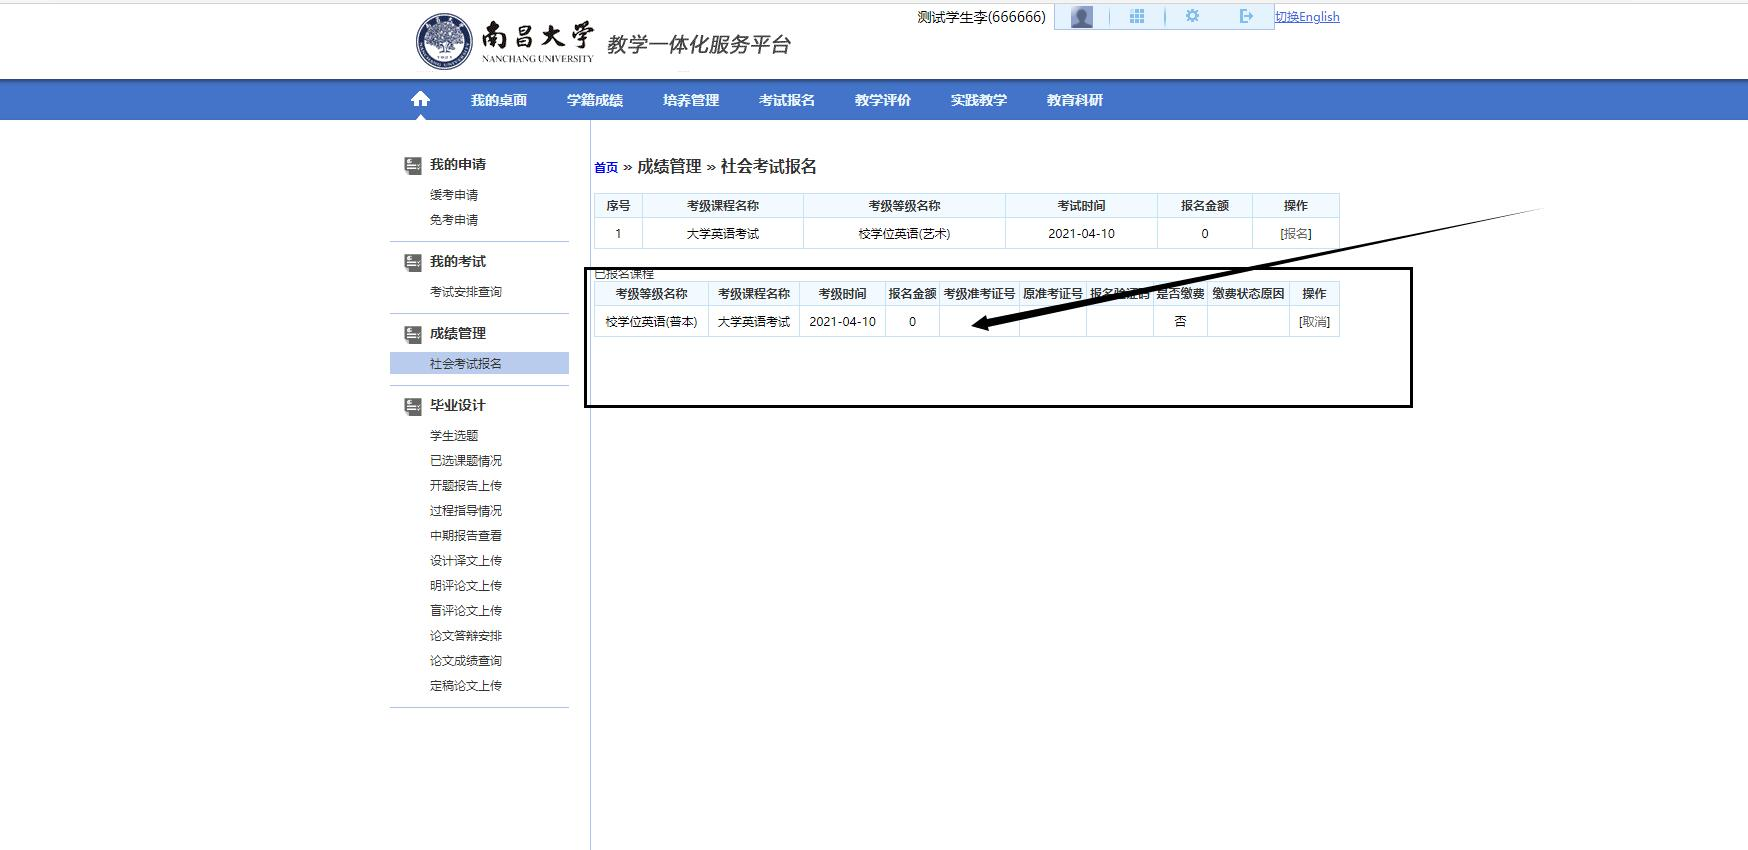 测试学生李(666666)
切换English
南昌大学
NANCHANG UNIVERSITY
教学一体化服务平台
我的桌面 学籍成绩 培养管理 考试报名 教学评价 实践教学 教育科研
我的申请
缓考申请
免考申请
我的考试
考试安排查询
成绩管理
社会考试报名
毕业设计
学生选题
已选课题情况
开题报告上传
过程指导情况
中期报告查看
设计译文上传
明评论文上传
盲评论文上传
论文答辩安排
论文成绩查询
定稿论文上传
首页 » 成绩管理 » 社会考试报名
序号 考级课程名称 考级等级名称 考试时间 报名金额 操作
1 大学英语考试 校学位英语(艺术) 2021-04-10 0 [报名]
已报名课程
考级等级名称 考级课程名称 考级时间 报名金额 考级准考证号 原准考证号 报名验证码 是否缴费 缴费状态原因 操作
校学位英语(普本) 大学英语考试 2021-04-10 0 否 [取消]